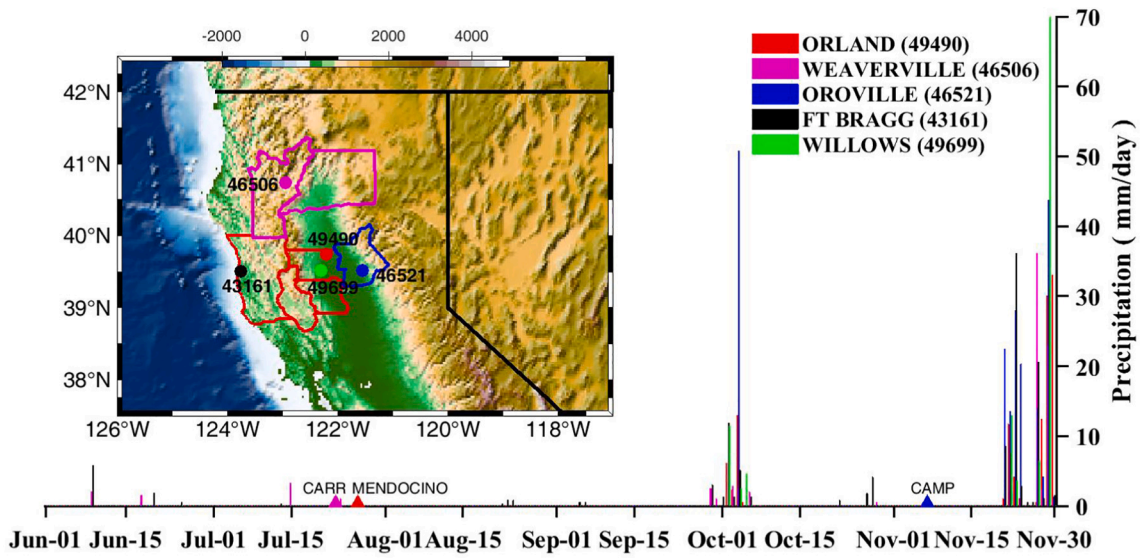 -2000 0 2000 4000
42°N
41°N
40°N
39°N
38°N
126°W 124°W 122°W 120°W 118°W
46506
49490
46521
43161
49699
ORLAND (49490)
WEAVERVILLE (46506)
OROVILLE (46521)
FT BRAGG (43161)
WILLOWS (49699)
70
60
50
40
30
20
10
0
Precipitation ( mm/day )
CARR MENDOCINO
CAMP
Jun-01 Jun-15 Jul-01 Jul-15 Aug-01 Aug-15 Sep-01 Sep-15 Oct-01 Oct-15 Nov-01 Nov-15 Nov-30